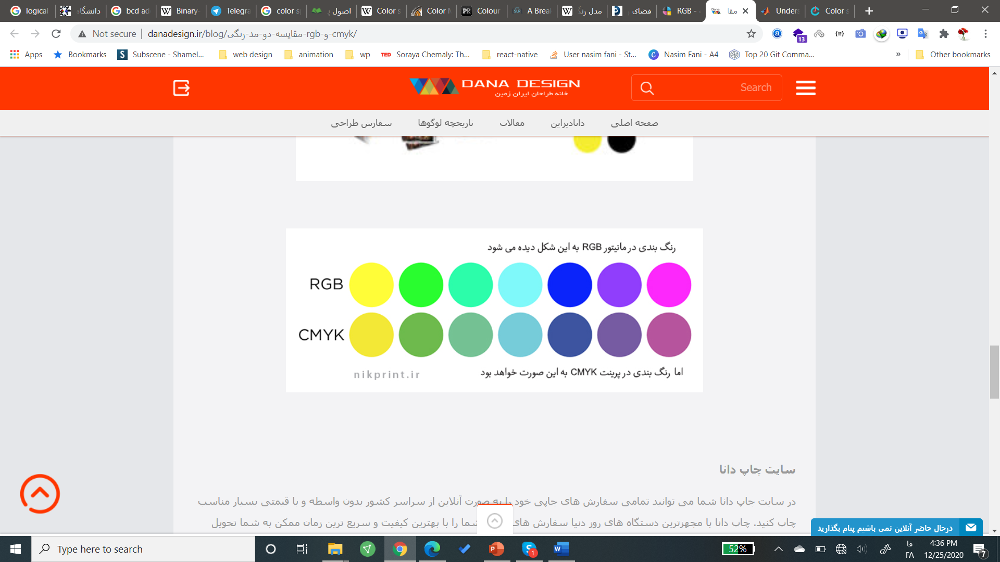 logical
دانشگاه
bcd ad
Binary-
Telegra
color s
اصول
Color s
Color
Colour
A Brea
مدل رنگ
فضای
RGB -
مقا
Unders
Color s
Not secure
danadesign.ir/blog/مقایسه-دو-مد-رنگی-rgb-و-cmyk/
13
Apps
Bookmarks
Subscene - Shamel...
web design
animation
wp
TED
Soraya Chemaly: Th...
react-native
User nasim fani - St...
Nasim Fani - A4
Top 20 Git Comma...
»
Other bookmarks
DANA DESIGN
خانه طراحان ایران زمین
Search
صفحه اصلی
دانادیزاین
مقالات
تاریخچه لوگوها
سفارش طراحی
رنگ بندی در مانیتور RGB به این شکل دیده می شود
RGB
CMYK
nikprint.ir
اما رنگ بندی در پرینت CMYK به این صورت خواهد بود
سایت چاپ دانا
در سایت چاپ دانا شما می توانید تمامی سفارش های چاپی خود را به صورت آنلاین از سراسر کشور بدون واسطه و با قیمتی بسیار مناسب
چاپ کنید. چاپ دانا با مجهزترین دستگاه های روز دنیا سفارش های شما را با بهترین کیفیت و سریع ترین زمان ممکن به شما تحویل
درحال حاضر آنلاین نمی باشیم پیام بگذارید
Type here to search
52%
فا
FA
4:36 PM
12/25/2020
7
1